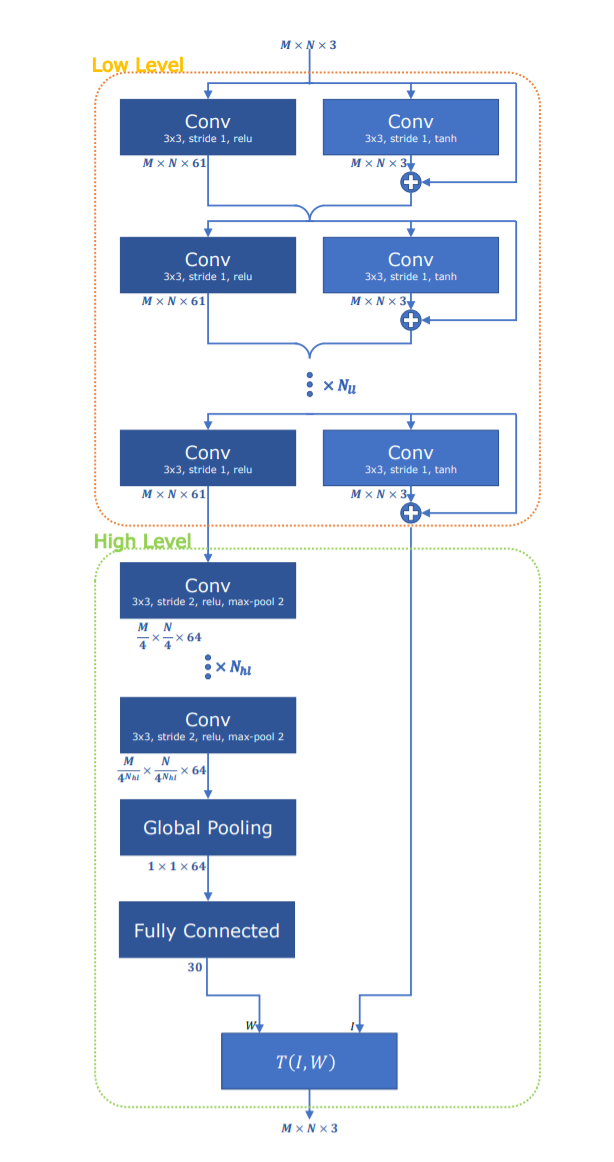 M × N × 3
Low Level
Conv
3x3, stride 1, relu
Conv
3x3, stride 1, tanh
M × N × 61
M × N × 3
Conv
3x3, stride 1, relu
Conv
3x3, stride 1, tanh
M × N × 61
M × N × 3
× N_ll
Conv
3x3, stride 1, relu
Conv
3x3, stride 1, tanh
M × N × 61
M × N × 3
High Level
Conv
3x3, stride 2, relu, max-pool 2
M/4 × N/4 × 64
× N_hl
Conv
3x3, stride 2, relu, max-pool 2
M/4^N_hl × N/4^N_hl × 64
Global Pooling
1 × 1 × 64
Fully Connected
30
W
I
T(I, W)
M × N × 3